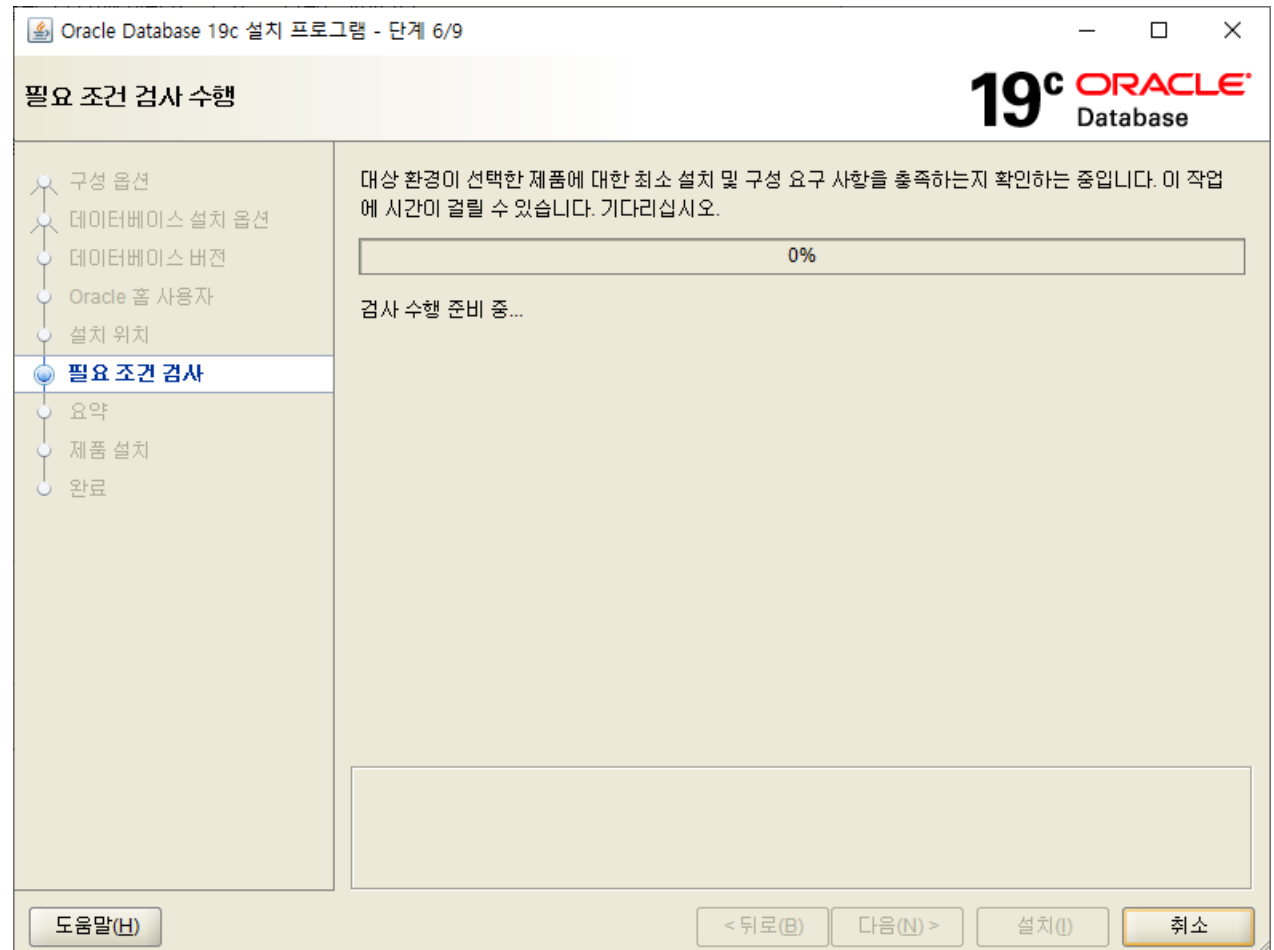 Oracle Database 19c 설치 프로그램 - 단계 6/9
필요 조건 검사 수행
19c ORACLE
Database
구성 옵션
데이터베이스 설치 옵션
데이터베이스 버전
Oracle 홈 사용자
설치 위치
필요 조건 검사
요약
제품 설치
완료
대상 환경이 선택한 제품에 대한 최소 설치 및 구성 요구 사항을 충족하는지 확인하는 중입니다. 이 작업
에 시간이 걸릴 수 있습니다. 기다리십시오.
0%
검사 수행 준비 중...
도움말(H)
< 뒤로(B)
다음(N) >
설치(I)
취소